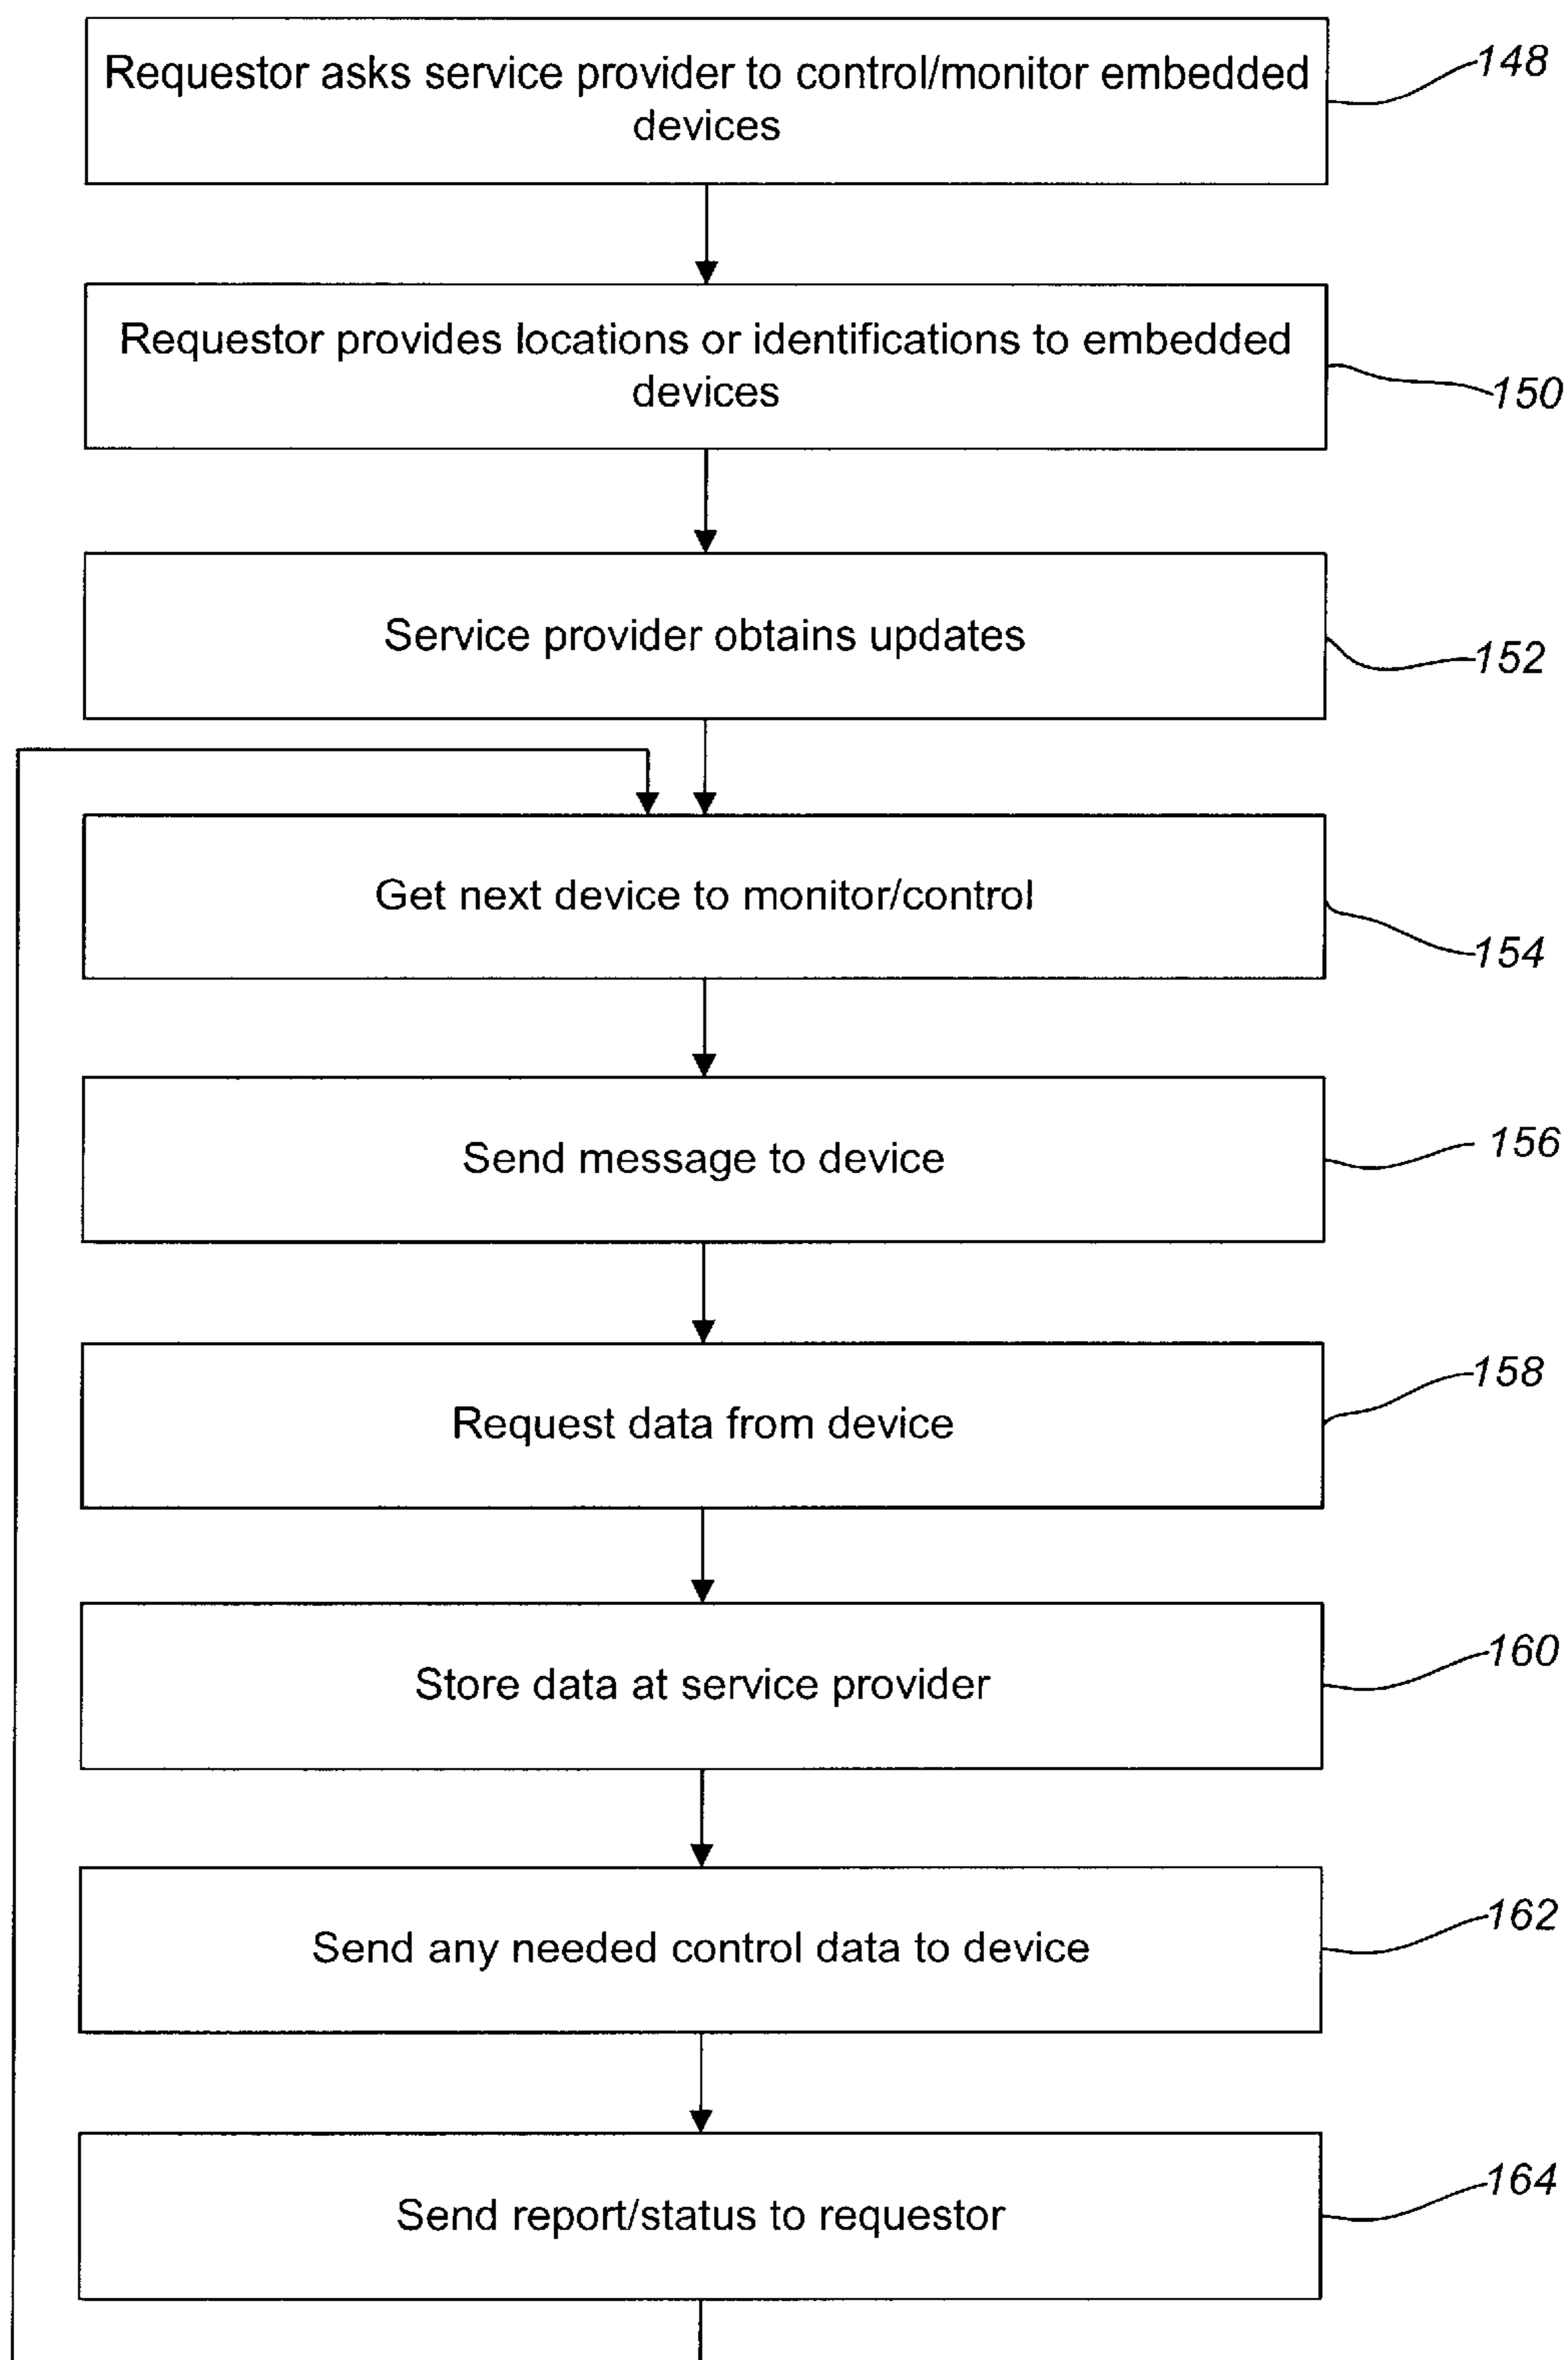 Requestor asks service provider to control/monitor embedded
devices
148
Requestor provides locations or identifications to embedded
devices
150
Service provider obtains updates
152
Get next device to monitor/control
154
Send message to device
156
Request data from device
158
Store data at service provider
160
Send any needed control data to device
162
Send report/status to requestor
164